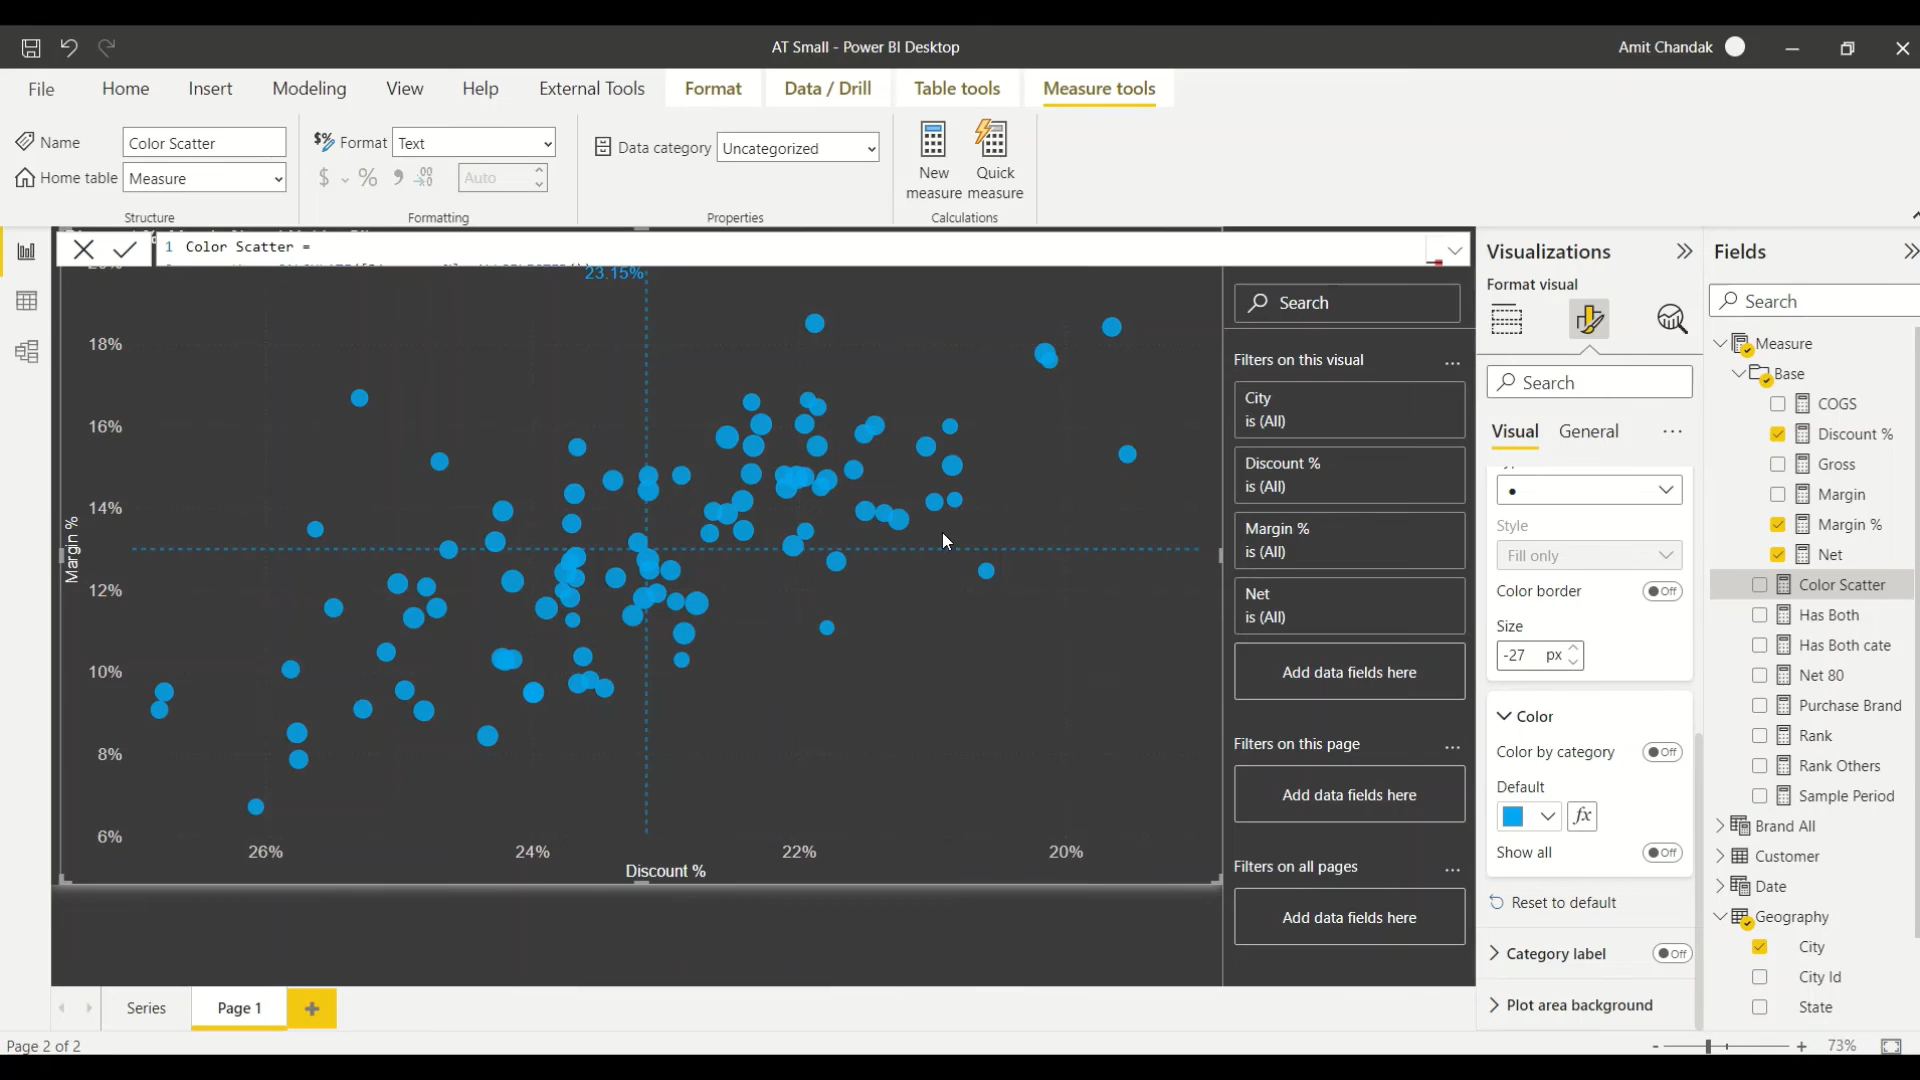 AT Small - Power BI Desktop
Amit Chandak
File Home Insert Modeling View Help External Tools Format Data / Drill Table tools Measure tools
Name Color Scatter
Home table Measure
Structure
$% Format Text
$ % 9 .00 Auto
Formatting
Data category Uncategorized
Properties
New measure
Quick measure
Calculations
1 Color Scatter =
23.15%
18%
16%
14%
12%
10%
8%
6%
Margin %
26% 24% 22% 20%
Discount %
Search
Filters on this visual ...
City
is (All)
Discount %
is (All)
Margin %
is (All)
Net
is (All)
Add data fields here
Filters on this page ...
Add data fields here
Filters on all pages ...
Add data fields here
Visualizations
Format visual
Search
Visual General ...
Style
Fill only
Color border Off
Size
-27 px
Color
Color by category Off
Default
fx
Show all Off
Reset to default
Category label Off
Plot area background
Fields
Search
Measure
Base
COGS
Discount %
Gross
Margin
Margin %
Net
Color Scatter
Has Both
Has Both cate
Net 80
Purchase Brand
Rank
Rank Others
Sample Period
Brand All
Customer
Date
Geography
City
City Id
State
Series Page 1 +
Page 2 of 2
- + 73%